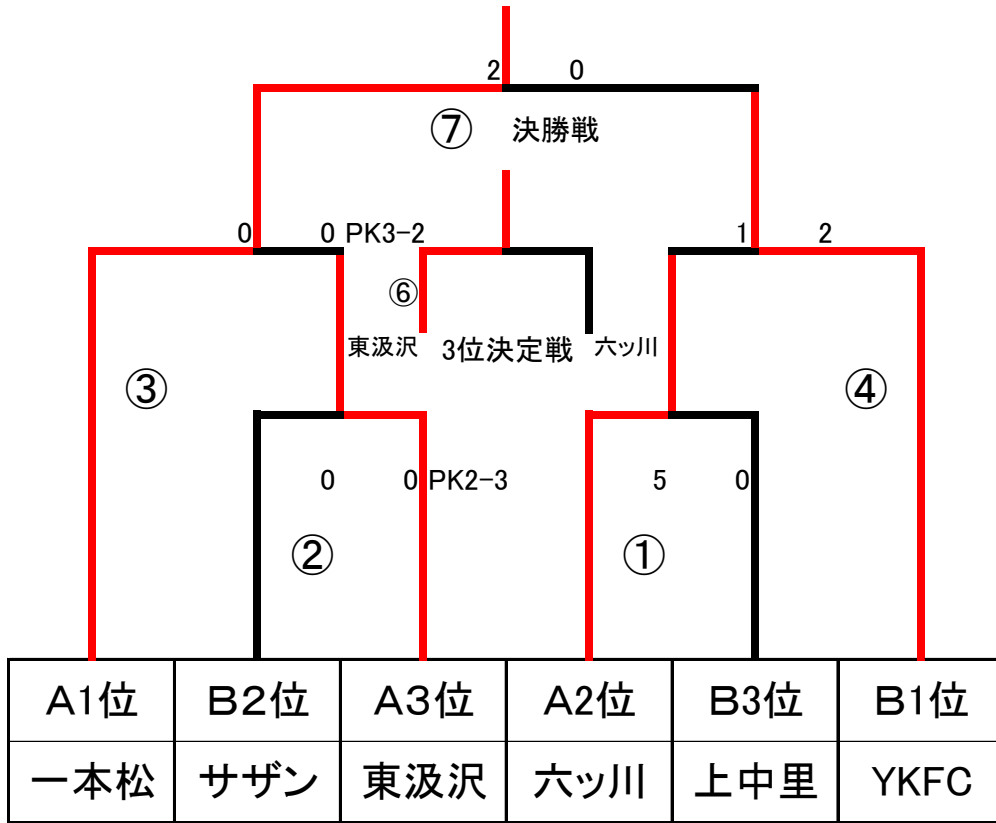 2 0
⑦ 決勝戦
0 0 PK3-2 1 2
⑥
東汲沢 3位決定戦 六ッ川
③ ④
0 0 PK2-3 5 0
② ①
A1位 B2位 A3位 A2位 B3位 B1位
一本松 サザン 東汲沢 六ッ川 上中里 YKFC